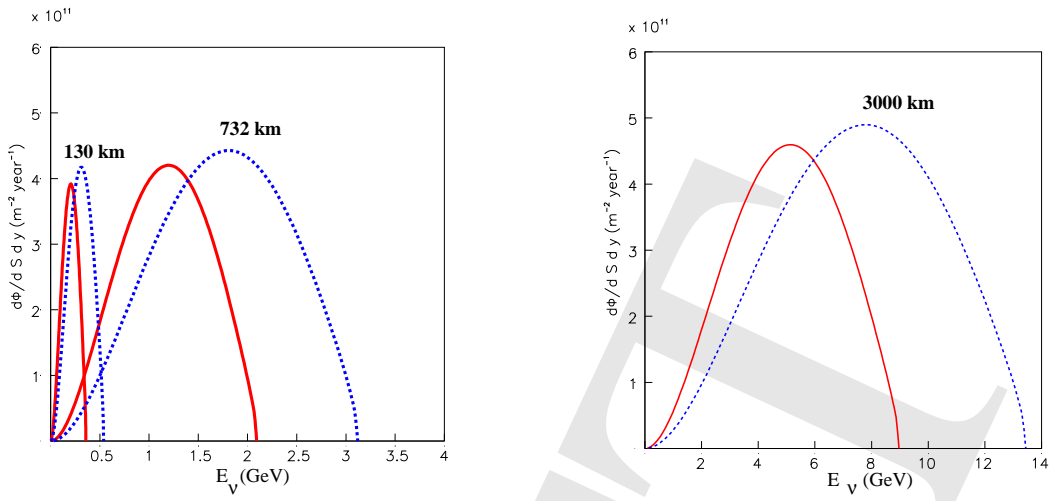 x 10¹¹
6
5
4
3
2
1
130 km
732 km
dϕ/d S d y (m⁻² year⁻¹)
0.5 1 1.5 2 2.5 3 3.5 4
E_ν (GeV)
x 10¹¹
6
5
4
3
2
1
3000 km
dϕ/d S d y (m⁻² year⁻¹)
2 4 6 8 10 12 14
E_ν (GeV)
T